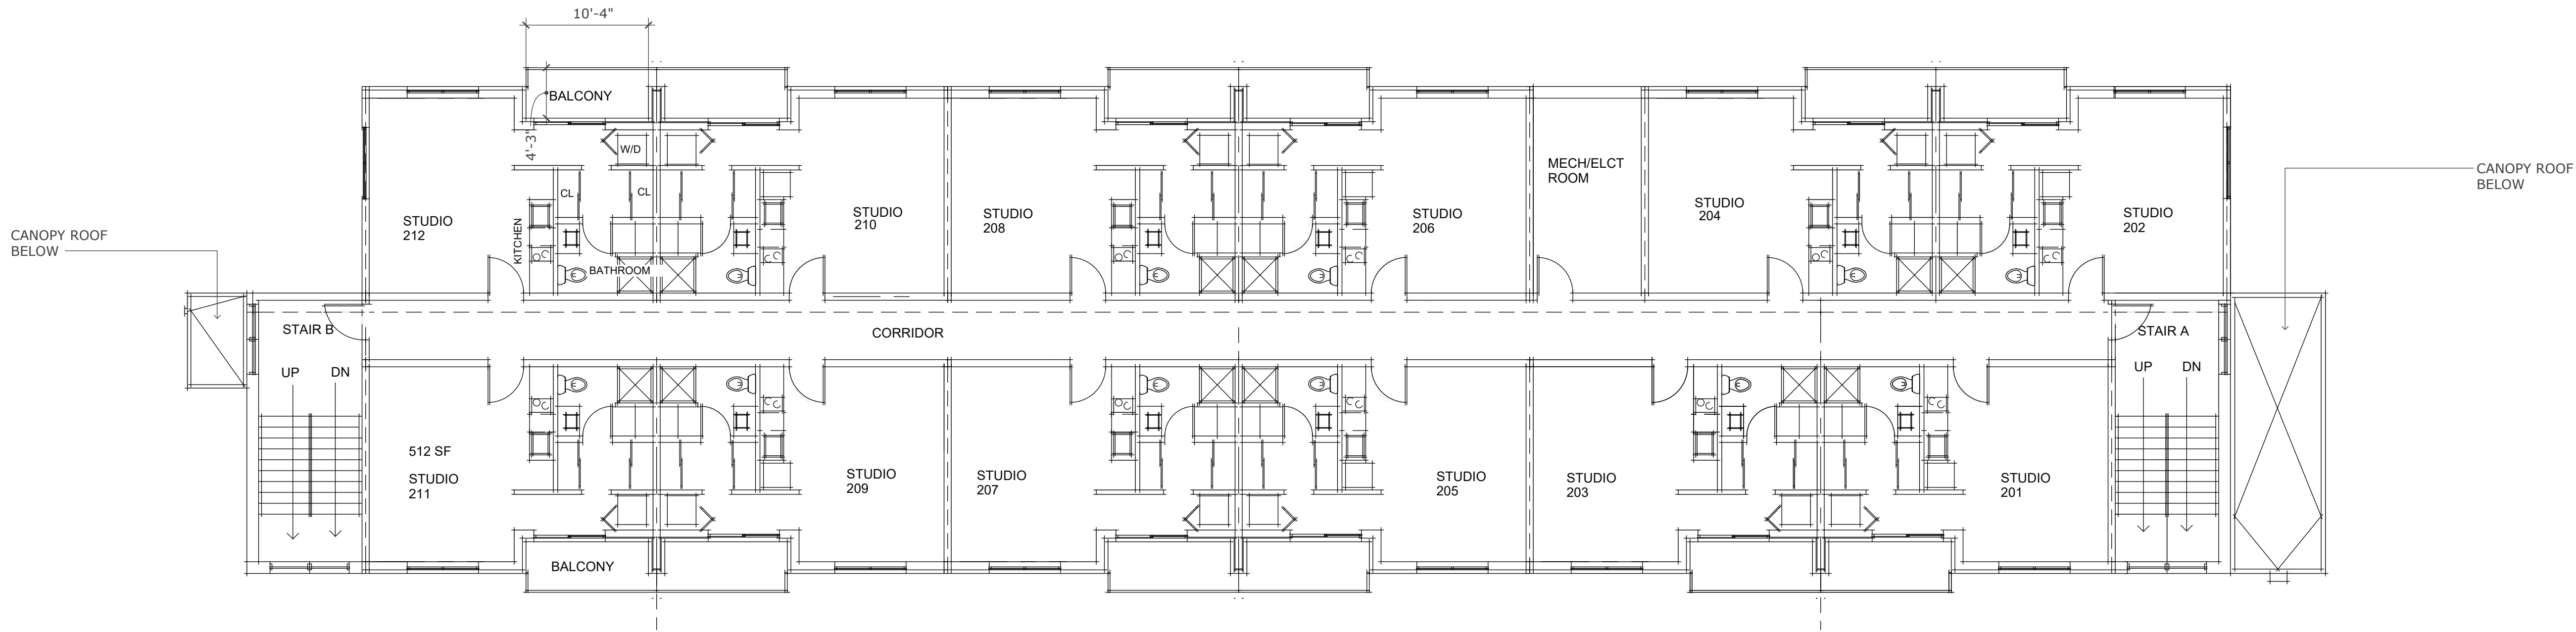 10'-4"
BALCONY
4'-3"
W/D
CL
CL
KITCHEN
BATHROOM
STUDIO
212
STUDIO
210
STUDIO
208
STUDIO
206
MECH/ELCT
ROOM
STUDIO
204
STUDIO
202
CANOPY ROOF
BELOW
CANOPY ROOF
BELOW
STAIR B
UP
DN
CORRIDOR
STAIR A
UP
DN
512 SF
STUDIO
211
STUDIO
209
STUDIO
207
STUDIO
205
STUDIO
203
STUDIO
201
BALCONY